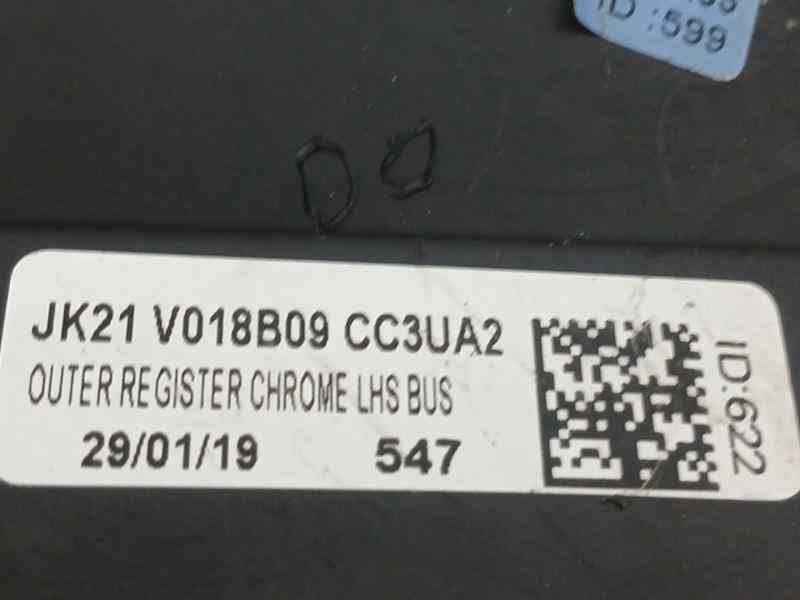 ID:599
JK21 V018B09 CC3UA2
OUTER REGISTER CHROME LHS BUS
29/01/19 547
ID:622